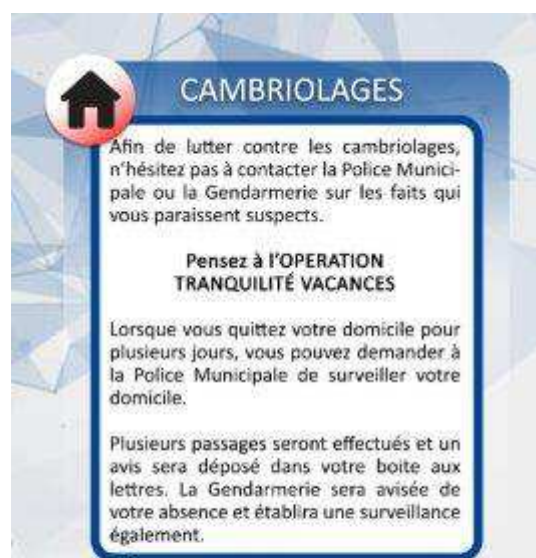 CAMBRIOLAGES
Afin de lutter contre les cambriolages,
n'hésitez pas à contacter la Police Munici-
pale ou la Gendarmerie sur les faits qui
vous paraissent suspects.
Pensez à l'OPERATION
TRANQUILITÉ VACANCES
Lorsque vous quittez votre domicile pour
plusieurs jours, vous pouvez demander à
la Police Municipale de surveiller votre
domicile.
Plusieurs passages seront effectués et un
avis sera déposé dans votre boite aux
lettres. La Gendarmerie sera avisée de
votre absence et établira une surveillance
également.